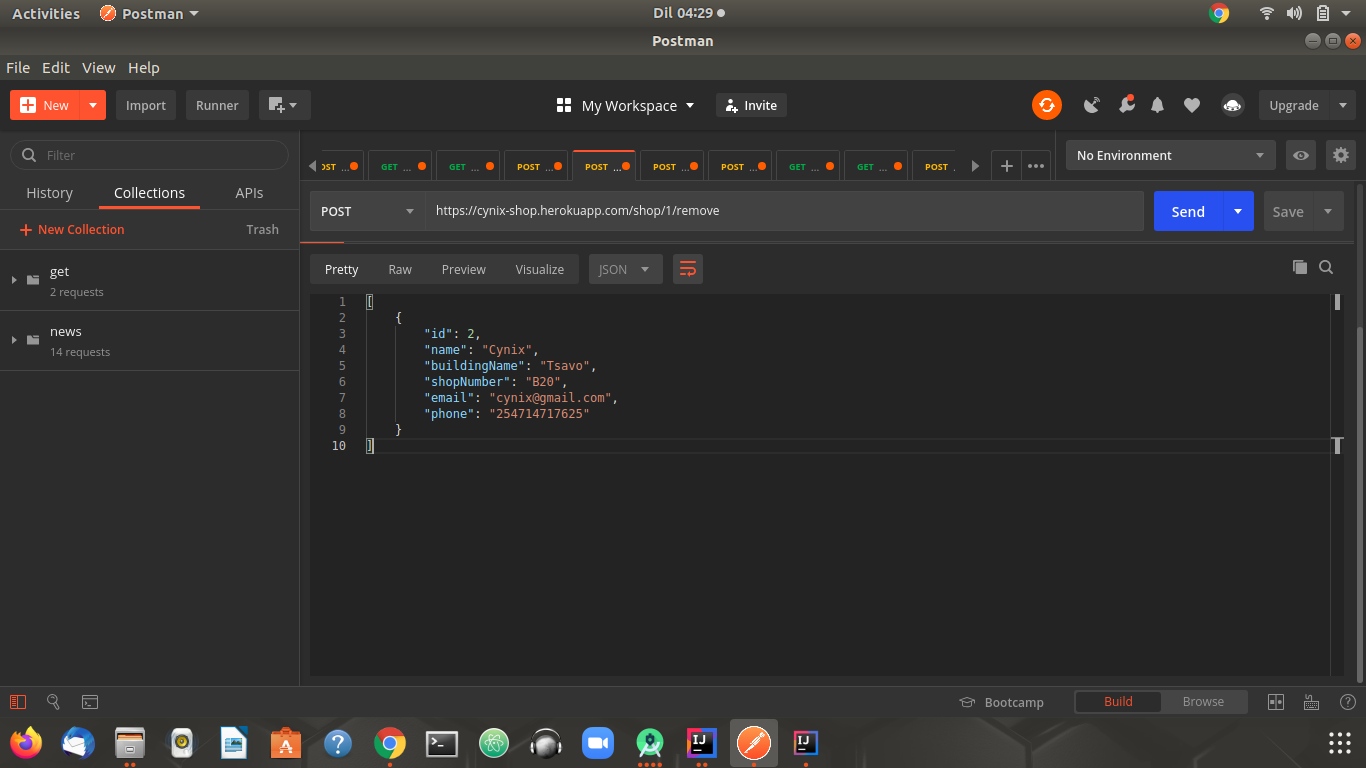 Activities Postman Dil 04:29
Postman
File Edit View Help
New Import Runner My Workspace Invite Upgrade
Filter
OST ... GET ... GET ... POST ... POST ... POST ... POST ... GET ... GET ... POST
No Environment
History Collections APIs
POST https://cynix-shop.herokuapp.com/shop/1/remove Send Save
New Collection Trash
get
2 requests
news
14 requests
Pretty Raw Preview Visualize JSON
1 [
2 {
3 "id": 2,
4 "name": "Cynix",
5 "buildingName": "Tsavo",
6 "shopNumber": "B20",
7 "email": "cynix@gmail.com",
8 "phone": "254714717625"
9 }
10 ]
Bootcamp Build Browse
IJ IJ